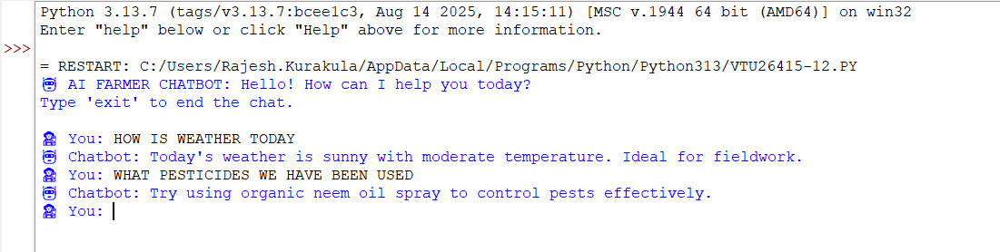 Python 3.13.7 (tags/v3.13.7:bcee1c3, Aug 14 2025, 14:15:11) [MSC v.1944 64 bit (AMD64)] on win32
Enter "help" below or click "Help" above for more information.
>>>
= RESTART: C:/Users/Rajesh.Kurakula/AppData/Local/Programs/Python/Python313/VTU26415-12.PY
AI FARMER CHATBOT: Hello! How can I help you today?
Type 'exit' to end the chat.
You: HOW IS WEATHER TODAY
Chatbot: Today's weather is sunny with moderate temperature. Ideal for fieldwork.
You: WHAT PESTICIDES WE HAVE BEEN USED
Chatbot: Try using organic neem oil spray to control pests effectively.
You: